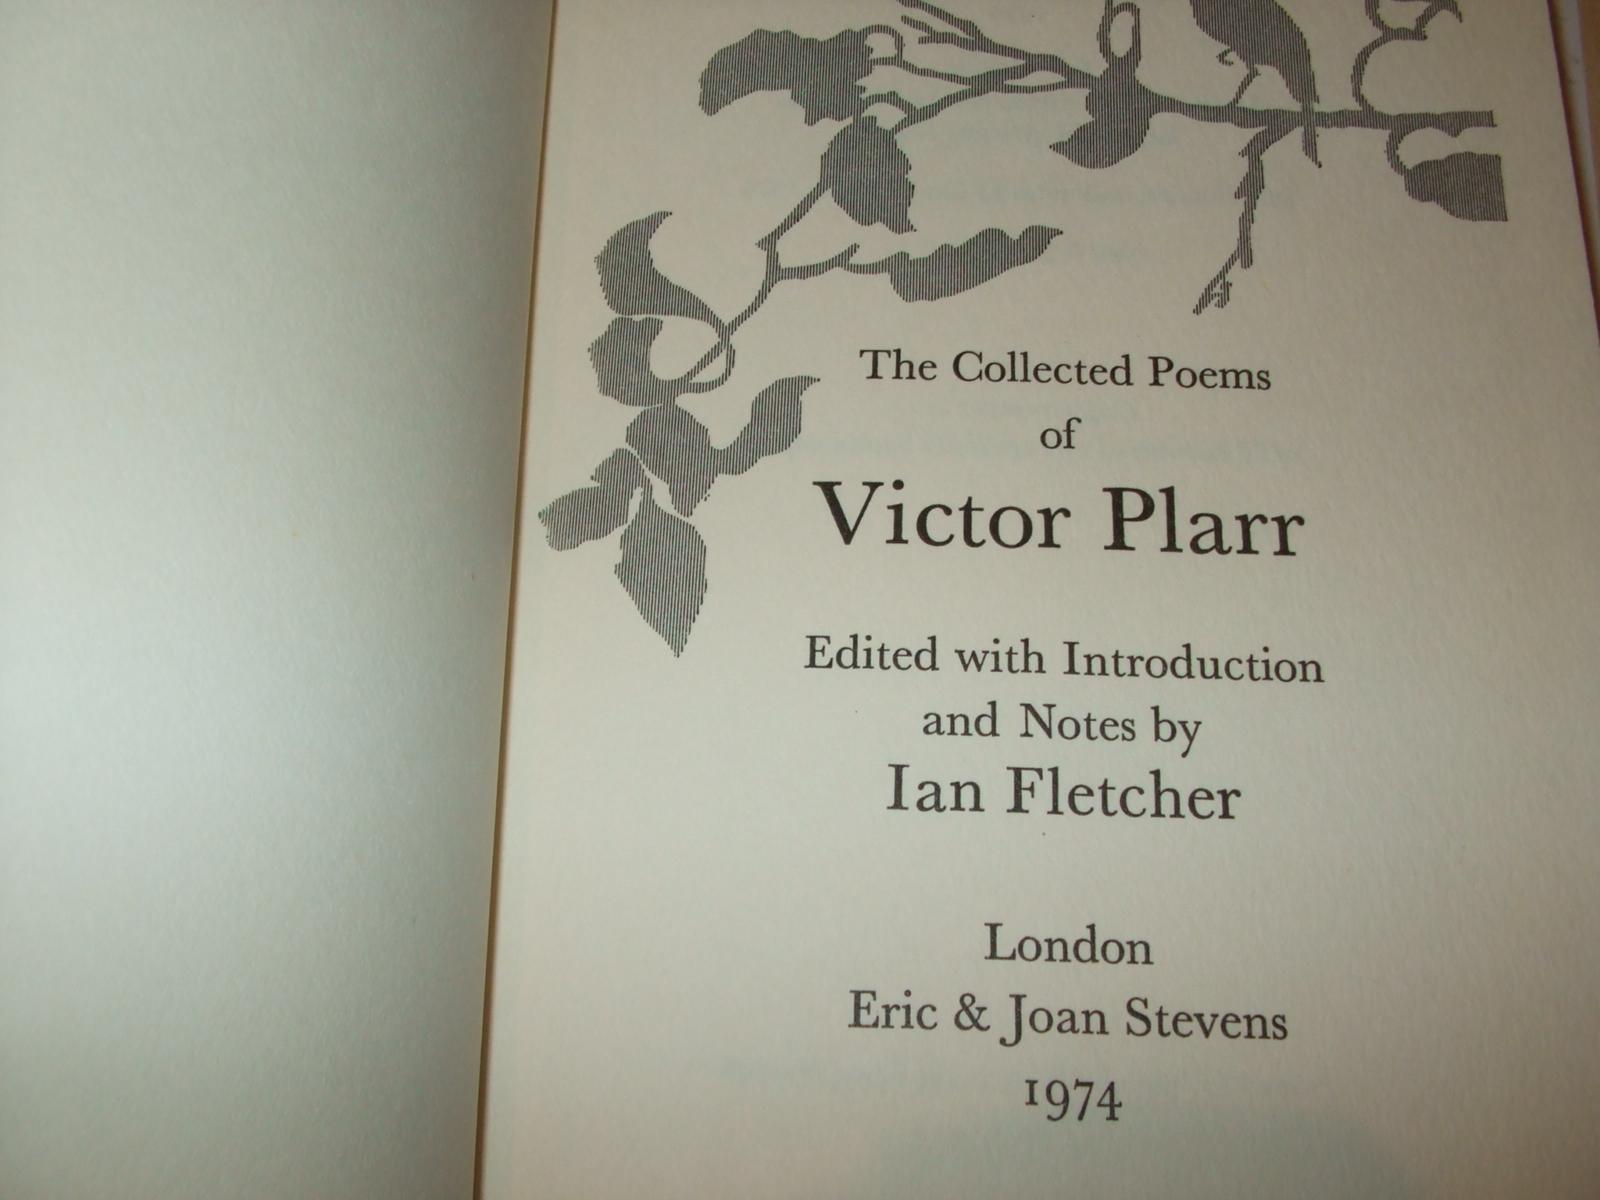 The Collected Poems
of
Victor Plarr
Edited with Introduction
and Notes by
Ian Fletcher
London
Eric & Joan Stevens
1974